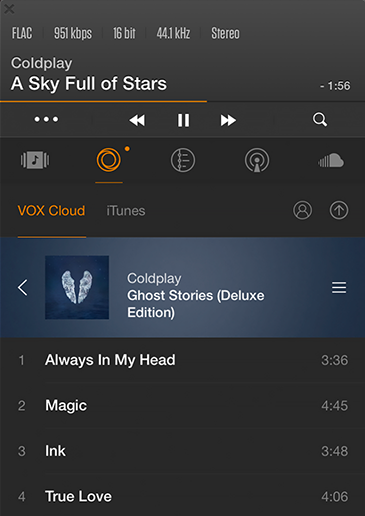 FLAC 951 kbps 16 bit 44.1 kHz Stereo
Coldplay
A Sky Full of Stars - 1:56
VOX Cloud iTunes
Coldplay
Ghost Stories (Deluxe
Edition)
1 Always In My Head 3:36
2 Magic 4:45
3 Ink 3:48
4 True Love 4:06